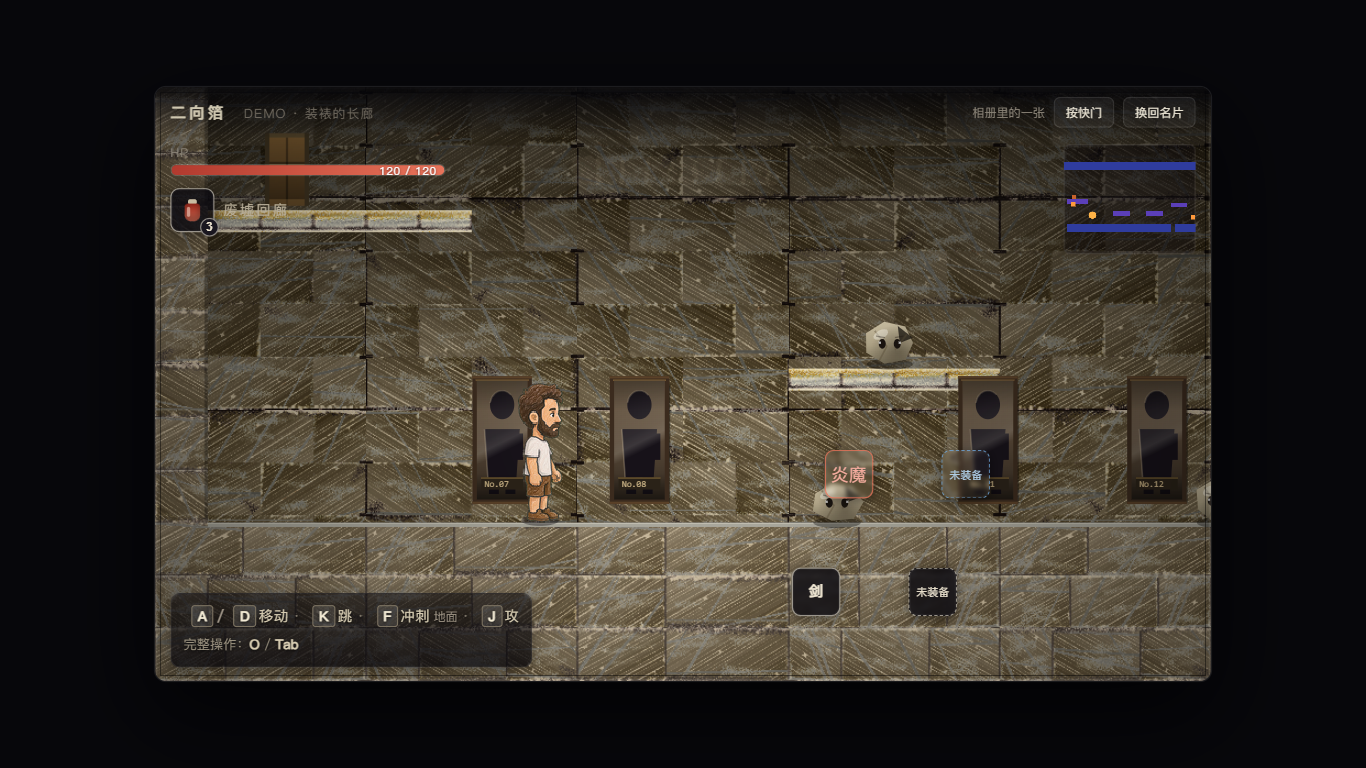 二向箔 DEMO · 装裱的长廊
相册里的一张 按快门 换回名片
HP
120 / 120
3 废墟回廊
炎魔 未装备
No.07 No.08 No.12
剑 未装备
A / D 移动 · K 跳 · F 冲刺 地面 · J 攻
完整操作: O / Tab